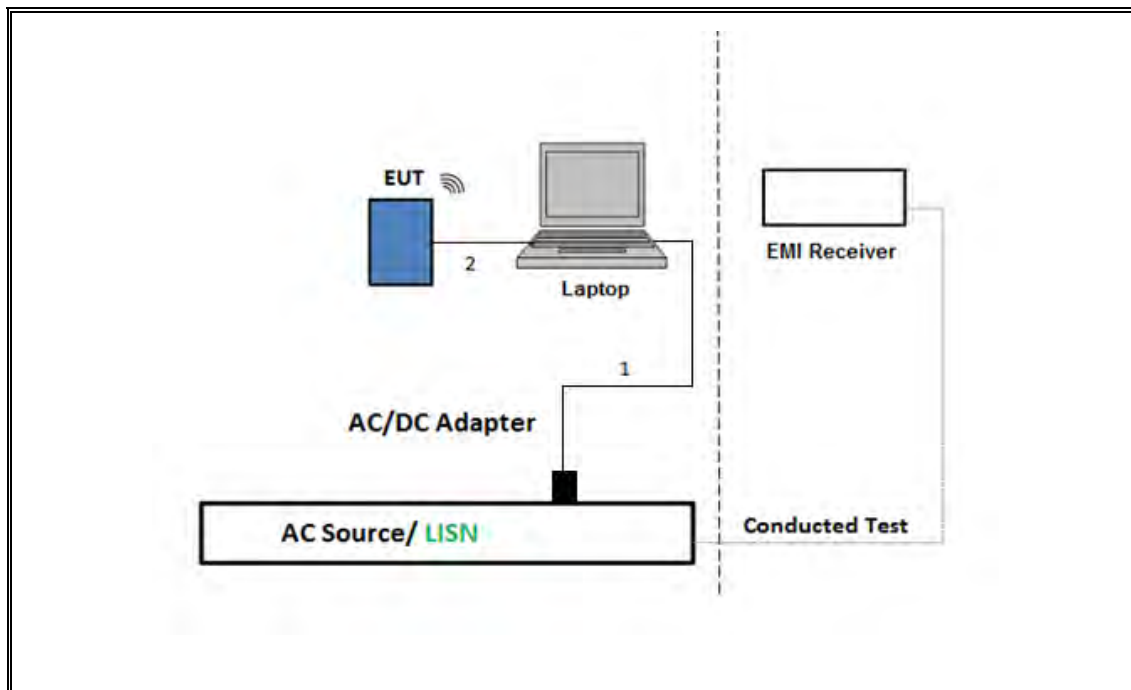 EUT
2
Laptop
EMI Receiver
1
AC/DC Adapter
AC Source/ LISN
Conducted Test